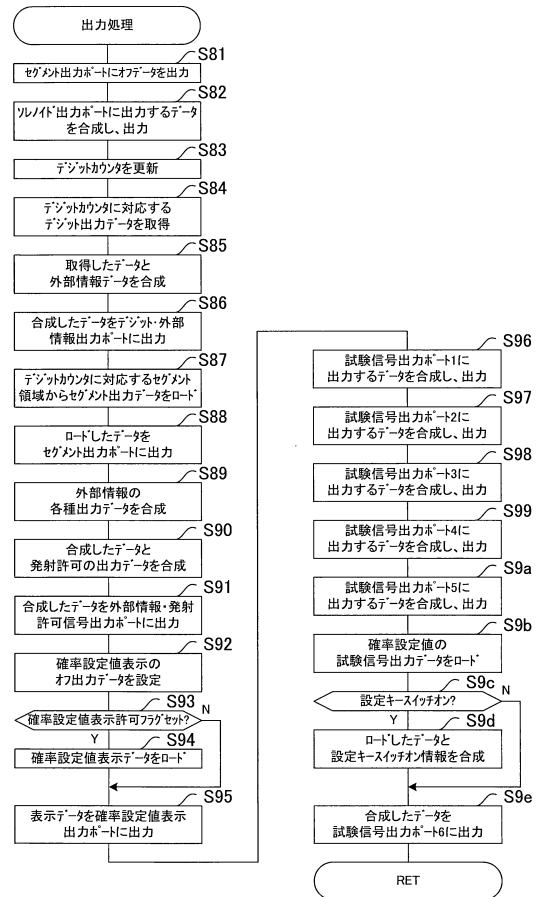 出力処理
S81
セグメント出力ポートにオフデータを出力
S82
ソレノイド出力ポートに出力するデータ
を合成し、出力
S83
デジットカウンタを更新
S84
デジットカウンタに対応する
デジット出力データを取得
S85
取得したデータと
外部情報データを合成
S86
合成したデータをデジット・外部
情報出力ポートに出力
S87
デジットカウンタに対応するセグメント
領域からセグメント出力データをロード
S88
ロードしたデータを
セグメント出力ポートに出力
S89
外部情報の
各種出力データを合成
S90
合成したデータと
発射許可の出力データを合成
S91
合成したデータを外部情報・発射
許可信号出力ポートに出力
S92
確率設定値表示の
オフ出力データを設定
S93
確率設定値表示許可フラグセット?
N
Y
S94
確率設定値表示データをロード
S95
表示データを確率設定値表示
出力ポートに出力
S96
試験信号出力ポート1に
出力するデータを合成し、出力
S97
試験信号出力ポート2に
出力するデータを合成し、出力
S98
試験信号出力ポート3に
出力するデータを合成し、出力
S99
試験信号出力ポート4に
出力するデータを合成し、出力
S9a
試験信号出力ポート5に
出力するデータを合成し、出力
S9b
確率設定値の
試験信号出力データをロード
S9c
設定キースイッチオン?
N
Y
S9d
ロードしたデータと
設定キースイッチオン情報を合成
S9e
合成したデータを
試験信号出力ポート6に出力
RET